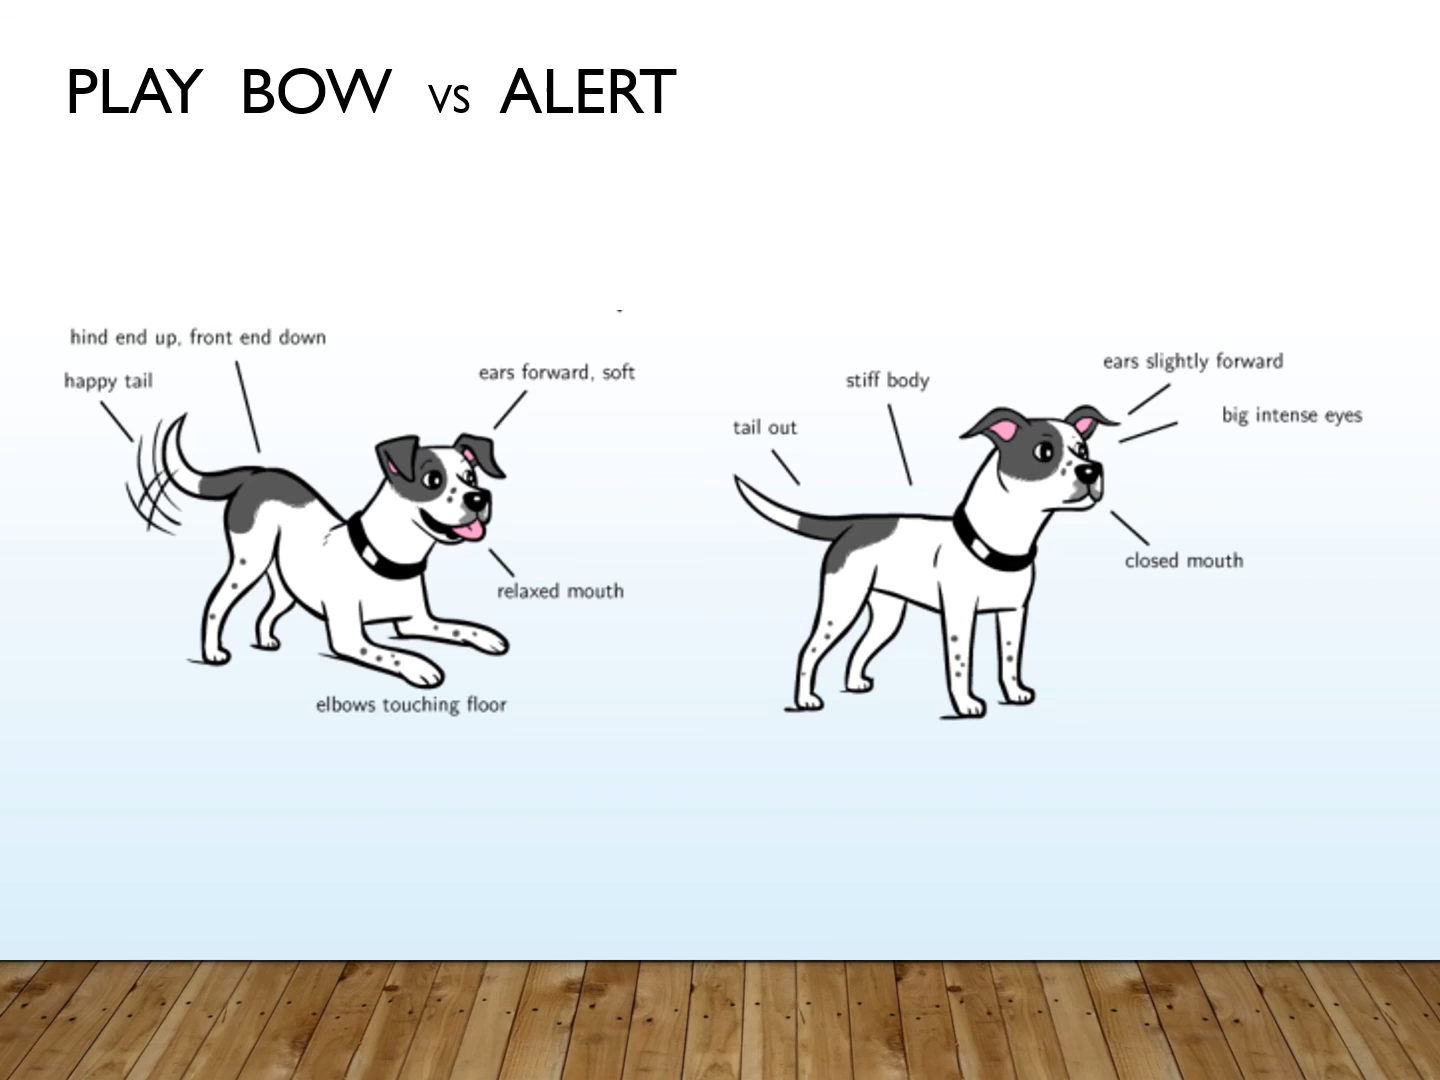 PLAY BOW VS ALERT
hind end up, front end down
happy tail
ears forward, soft
relaxed mouth
elbows touching floor
ears slightly forward
stiff body
big intense eyes
tail out
closed mouth